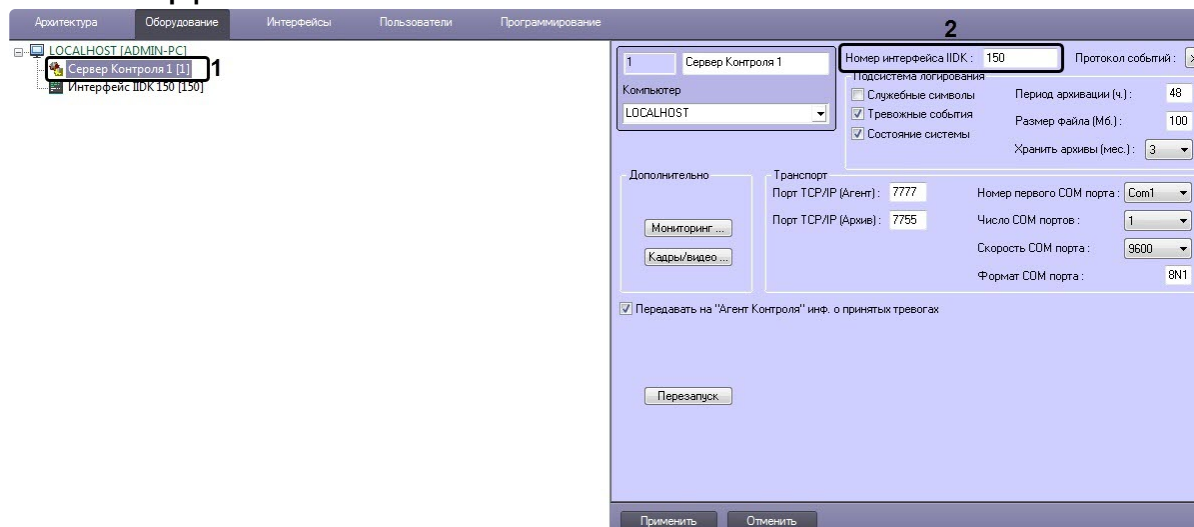 Архитектура Оборудование Интерфейсы Пользователи Программирование
LOCALHOST [ADMIN-PC]
Сервер Контроля 1 [1] 1
Интерфейс IIDK 150 [150]
2
1 Сервер Контроля 1
Компьютер
LOCALHOST
Номер интерфейса IIDK : 150 Протокол событий :
Подсистема логирования
Служебные символы Период архивации (ч.) : 48
Тревожные события Размер файла (Мб.) : 100
Состояние системы
Хранить архивы (мес.) : 3
Дополнительно
Мониторинг ...
Кадры/видео ...
Транспорт
Порт TCP/IP (Агент) : 7777 Номер первого COM порта : Com1
Порт TCP/IP (Архив) : 7755 Число COM портов : 1
Скорость COM порта : 9600
Формат COM порта : 8N1
Передавать на "Агент Контроля" инф. о принятых тревогах
Перезапуск
Применить Отменить